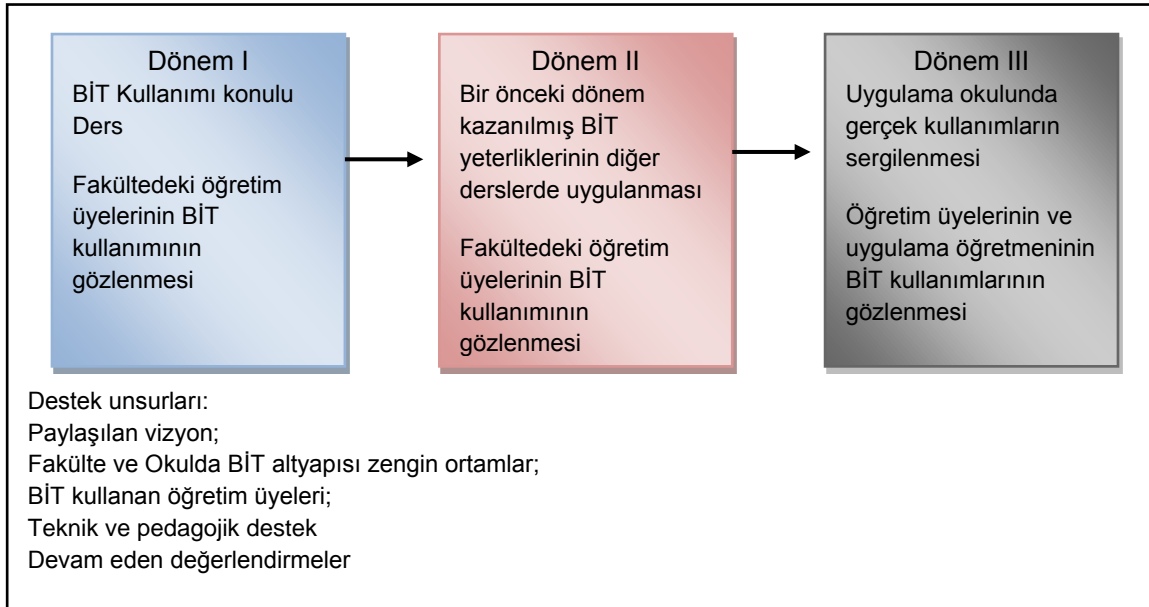 Dönem I
BİT Kullanımı konulu
Ders
Fakültedeki öğretim
üyelerinin BİT
kullanımının
gözlenmesi
Dönem II
Bir önceki dönem
kazanılmış BİT
yeterliklerinin diğer
derslerde uygulanması
Fakültedeki öğretim
üyelerinin BİT
kullanımının
gözlenmesi
Dönem III
Uygulama okulunda
gerçek kullanımların
sergilenmesi
Öğretim üyelerinin ve
uygulama öğretmeninin
BİT kullanımlarının
gözlenmesi
Destek unsurları:
Paylaşılan vizyon;
Fakülte ve Okulda BİT altyapısı zengin ortamlar;
BİT kullanan öğretim üyeleri;
Teknik ve pedagojik destek
Devam eden değerlendirmeler